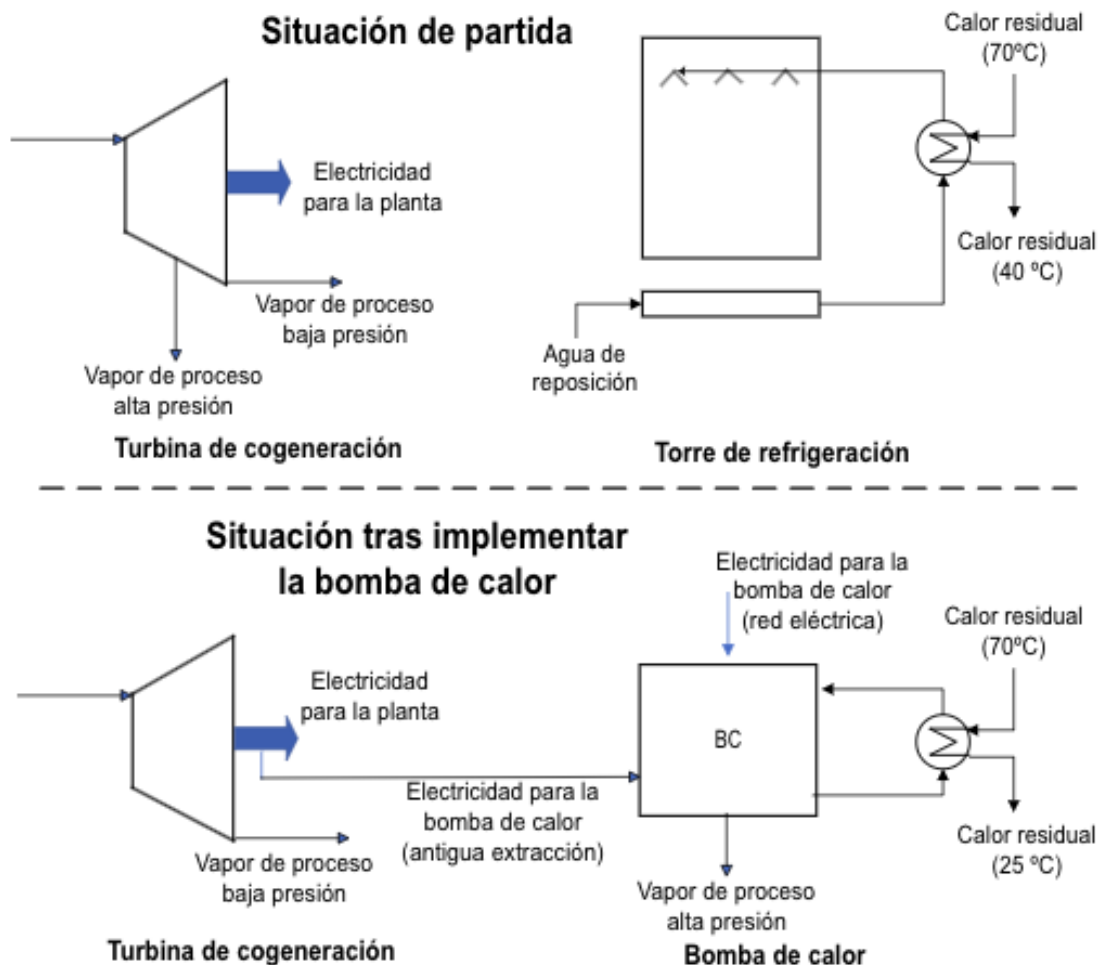 Situación de partida
Calor residual
(70ºC)
Electricidad
para la planta
Calor residual
(40 ºC)
Vapor de proceso
baja presión
Agua de
reposición
Vapor de proceso
alta presión
Turbina de cogeneración
Torre de refrigeración
Situación tras implementar
la bomba de calor
Electricidad para la
bomba de calor
(red eléctrica)
Calor residual
(70ºC)
Electricidad
para la planta
BC
Electricidad para la
bomba de calor
(antigua extracción)
Calor residual
(25 ºC)
Vapor de proceso
baja presión
Vapor de proceso
alta presión
Turbina de cogeneración
Bomba de calor